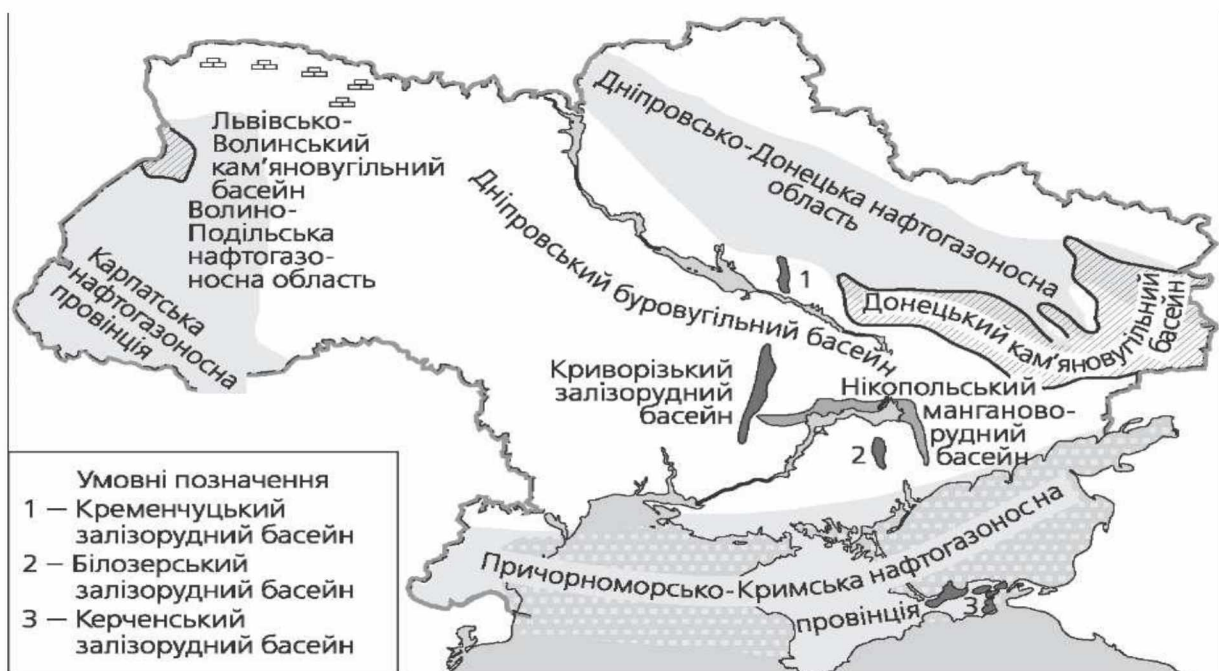 Львівсько-
Волинський
кам’яновугільний
басейн
Волино-
Подільська
нафтогазо-
носна область
Карпатська
нафтогазоносна
провінція
Дніпровсько-Донецька нафтогазоносна
область
Дніпровський буровугільний басейн
1
Донецький кам’яновугільний
басейн
Криворізький
залізорудний
басейн
Нікопольський
манганово-
рудний
басейн
2
Причорноморсько-Кримська нафтогазоносна
провінція
3
Умовні позначення
1 – Кременчуцький
залізорудний басейн
2 – Білозерський
залізорудний басейн
3 – Керченський
залізорудний басейн